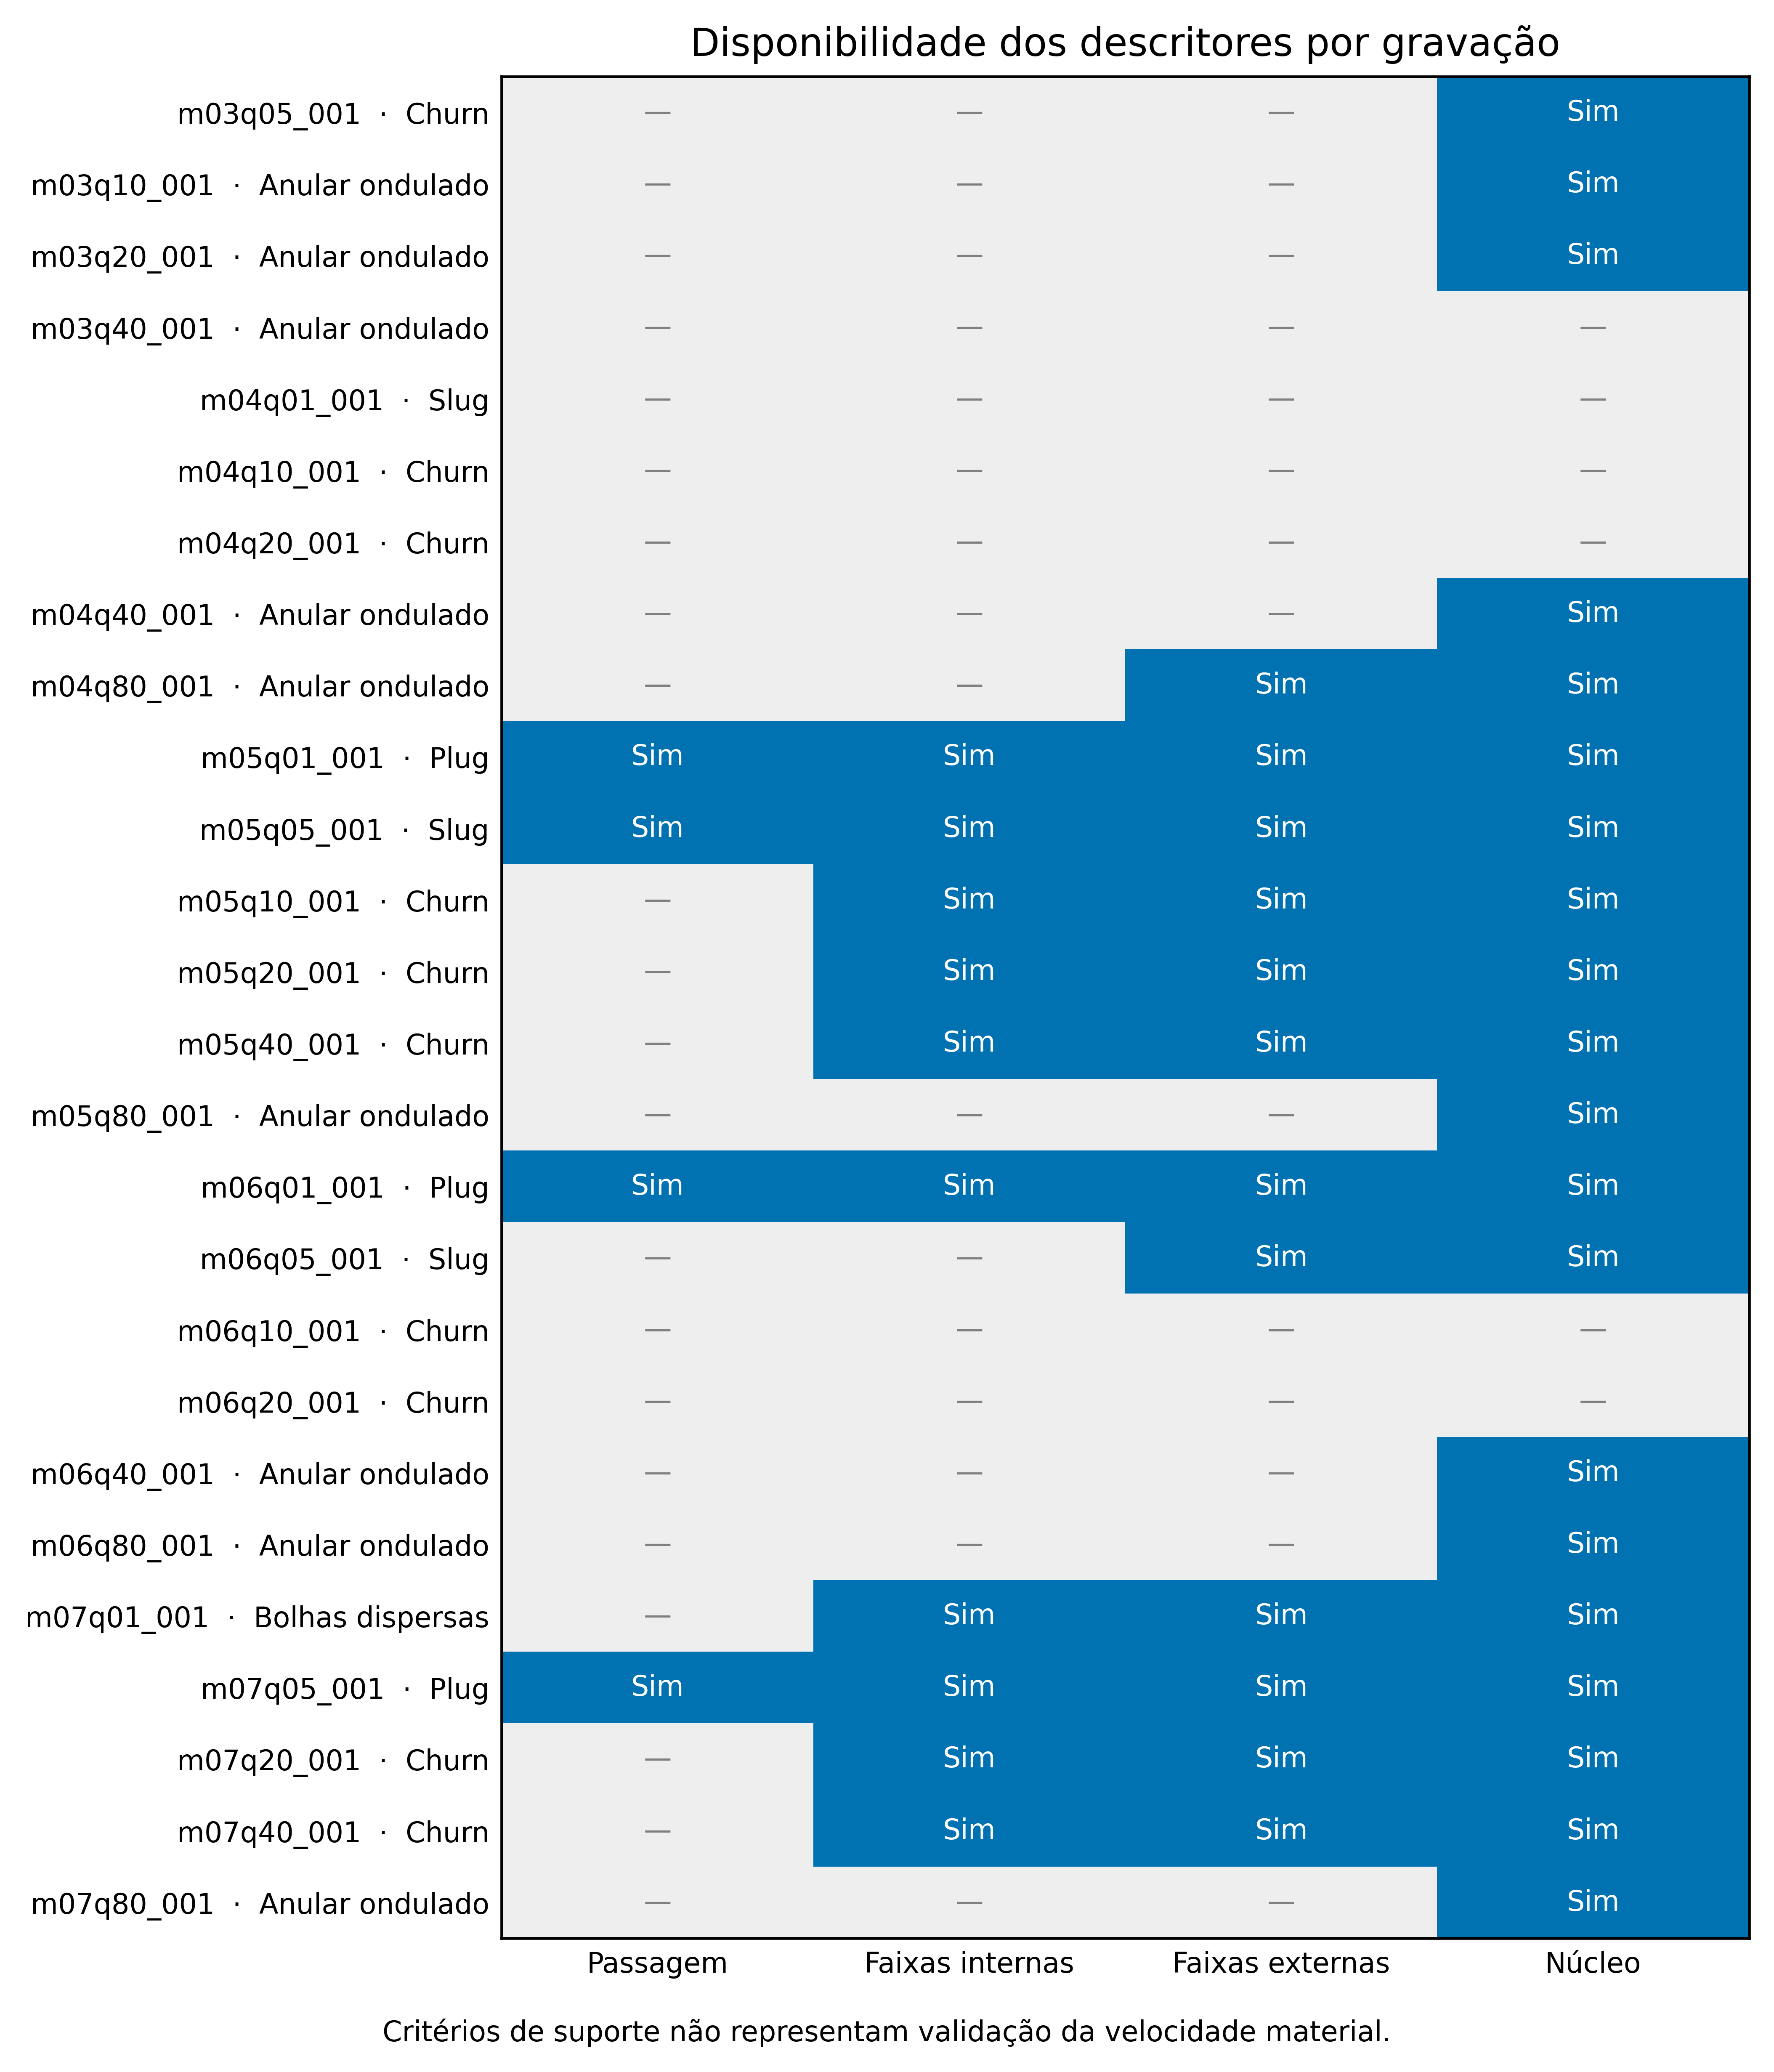 Disponibilidade dos descritores por gravação
m03q05_001 · Churn — — — Sim
m03q10_001 · Anular ondulado — — — Sim
m03q20_001 · Anular ondulado — — — Sim
m03q40_001 · Anular ondulado — — — —
m04q01_001 · Slug — — — —
m04q10_001 · Churn — — — —
m04q20_001 · Churn — — — —
m04q40_001 · Anular ondulado — — — Sim
m04q80_001 · Anular ondulado — — Sim Sim
m05q01_001 · Plug Sim Sim Sim Sim
m05q05_001 · Slug Sim Sim Sim Sim
m05q10_001 · Churn — Sim Sim Sim
m05q20_001 · Churn — Sim Sim Sim
m05q40_001 · Churn — Sim Sim Sim
m05q80_001 · Anular ondulado — — — Sim
m06q01_001 · Plug Sim Sim Sim Sim
m06q05_001 · Slug — — Sim Sim
m06q10_001 · Churn — — — —
m06q20_001 · Churn — — — —
m06q40_001 · Anular ondulado — — — Sim
m06q80_001 · Anular ondulado — — — Sim
m07q01_001 · Bolhas dispersas — Sim Sim Sim
m07q05_001 · Plug Sim Sim Sim Sim
m07q20_001 · Churn — Sim Sim Sim
m07q40_001 · Churn — Sim Sim Sim
m07q80_001 · Anular ondulado — — — Sim
Passagem Faixas internas Faixas externas Núcleo
Critérios de suporte não representam validação da velocidade material.